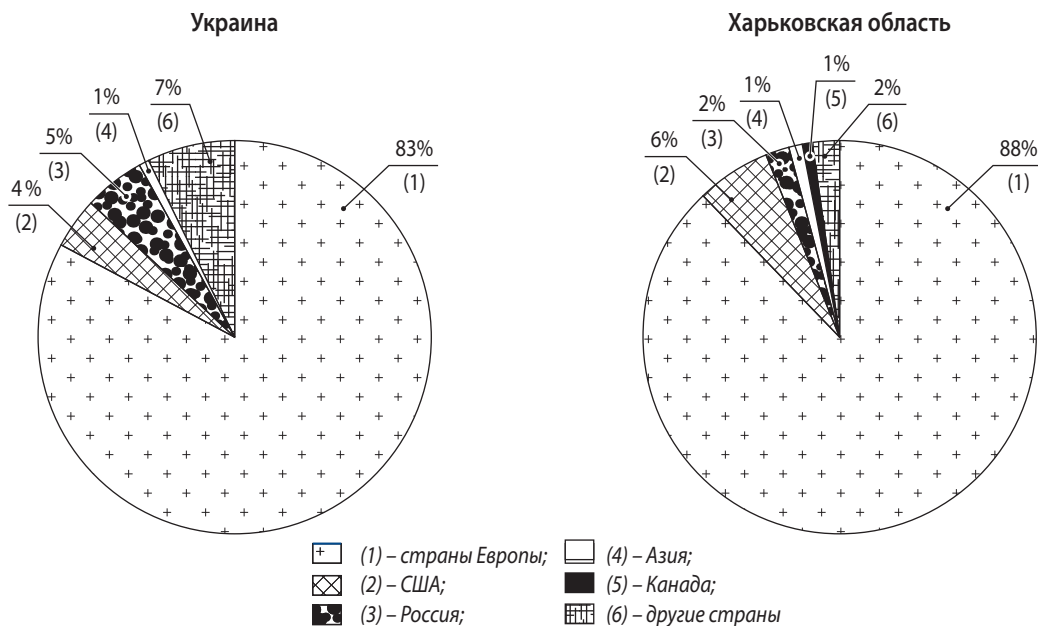 Украина
7%
(6)
1%
(4)
5%
(3)
4%
(2)
83%
(1)
Харьковская область
1%
(5)
1%
(4)
2%
(3)
2%
(6)
6%
(2)
88%
(1)
(1) – страны Европы;
(2) – США;
(3) – Россия;
(4) – Азия;
(5) – Канада;
(6) – другие страны